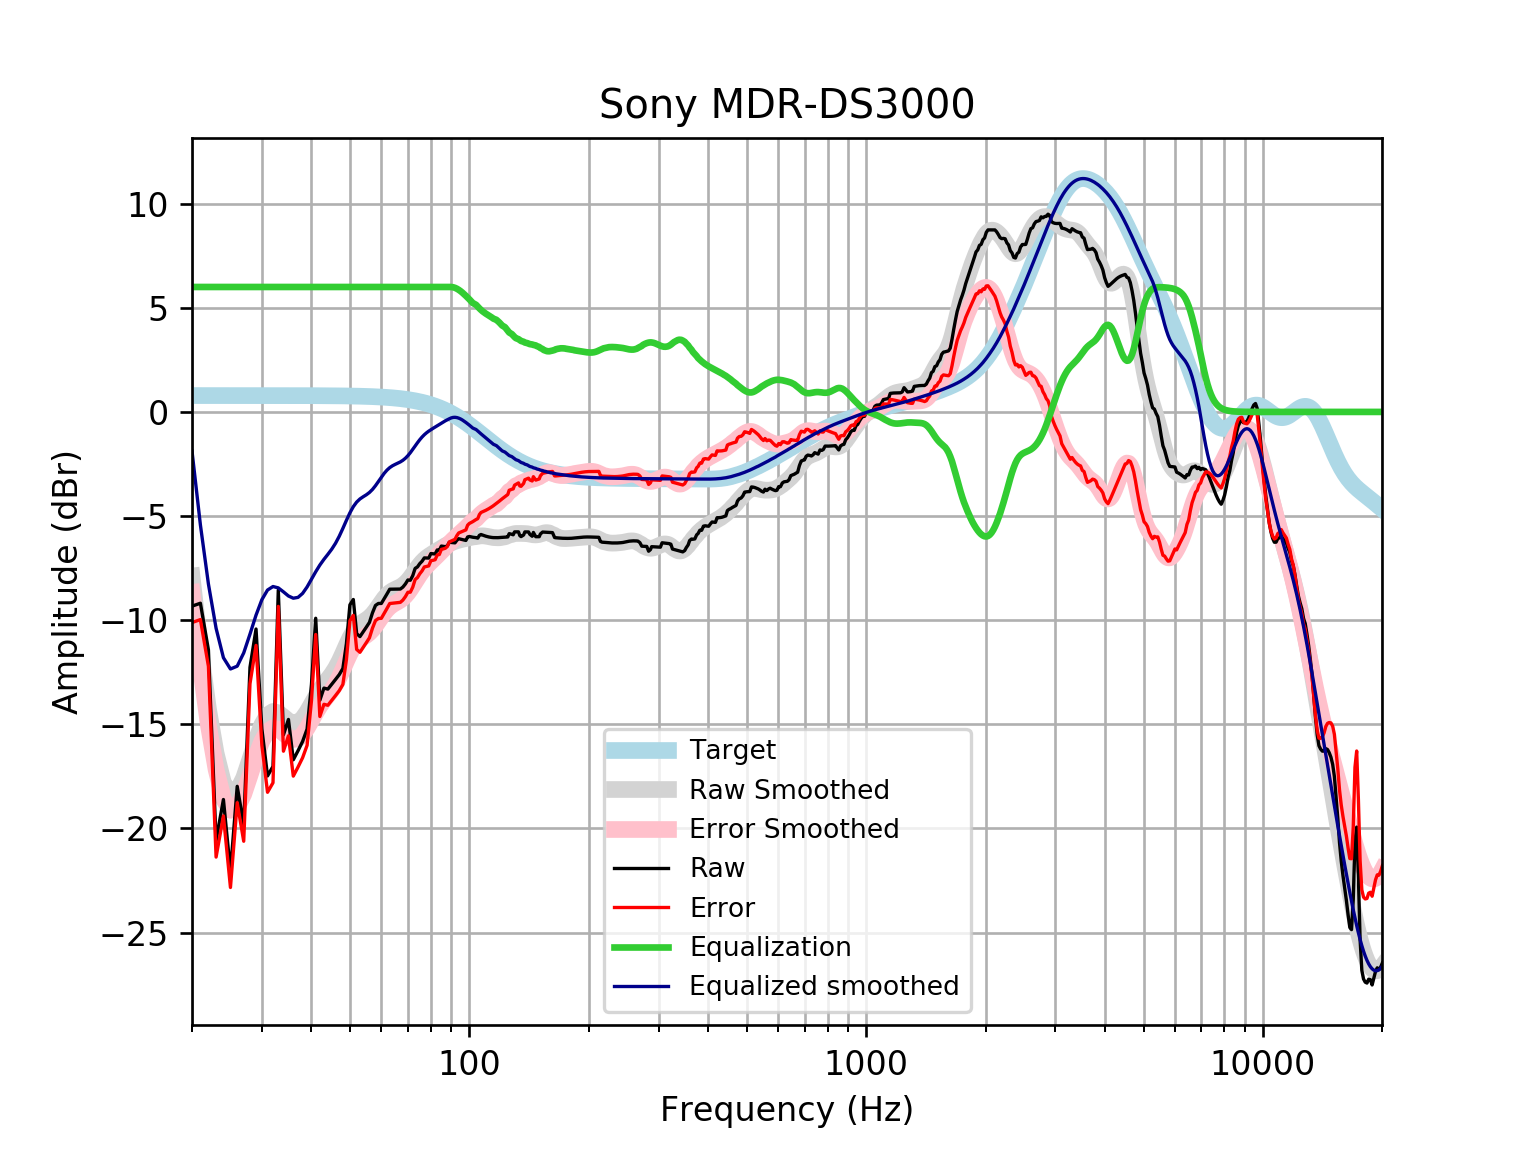 Sony MDR-DS3000
Amplitude (dBr)
10
5
0
−5
−10
−15
−20
−25
Target
Raw Smoothed
Error Smoothed
Raw
Error
Equalization
Equalized smoothed
100 1000 10000
Frequency (Hz)